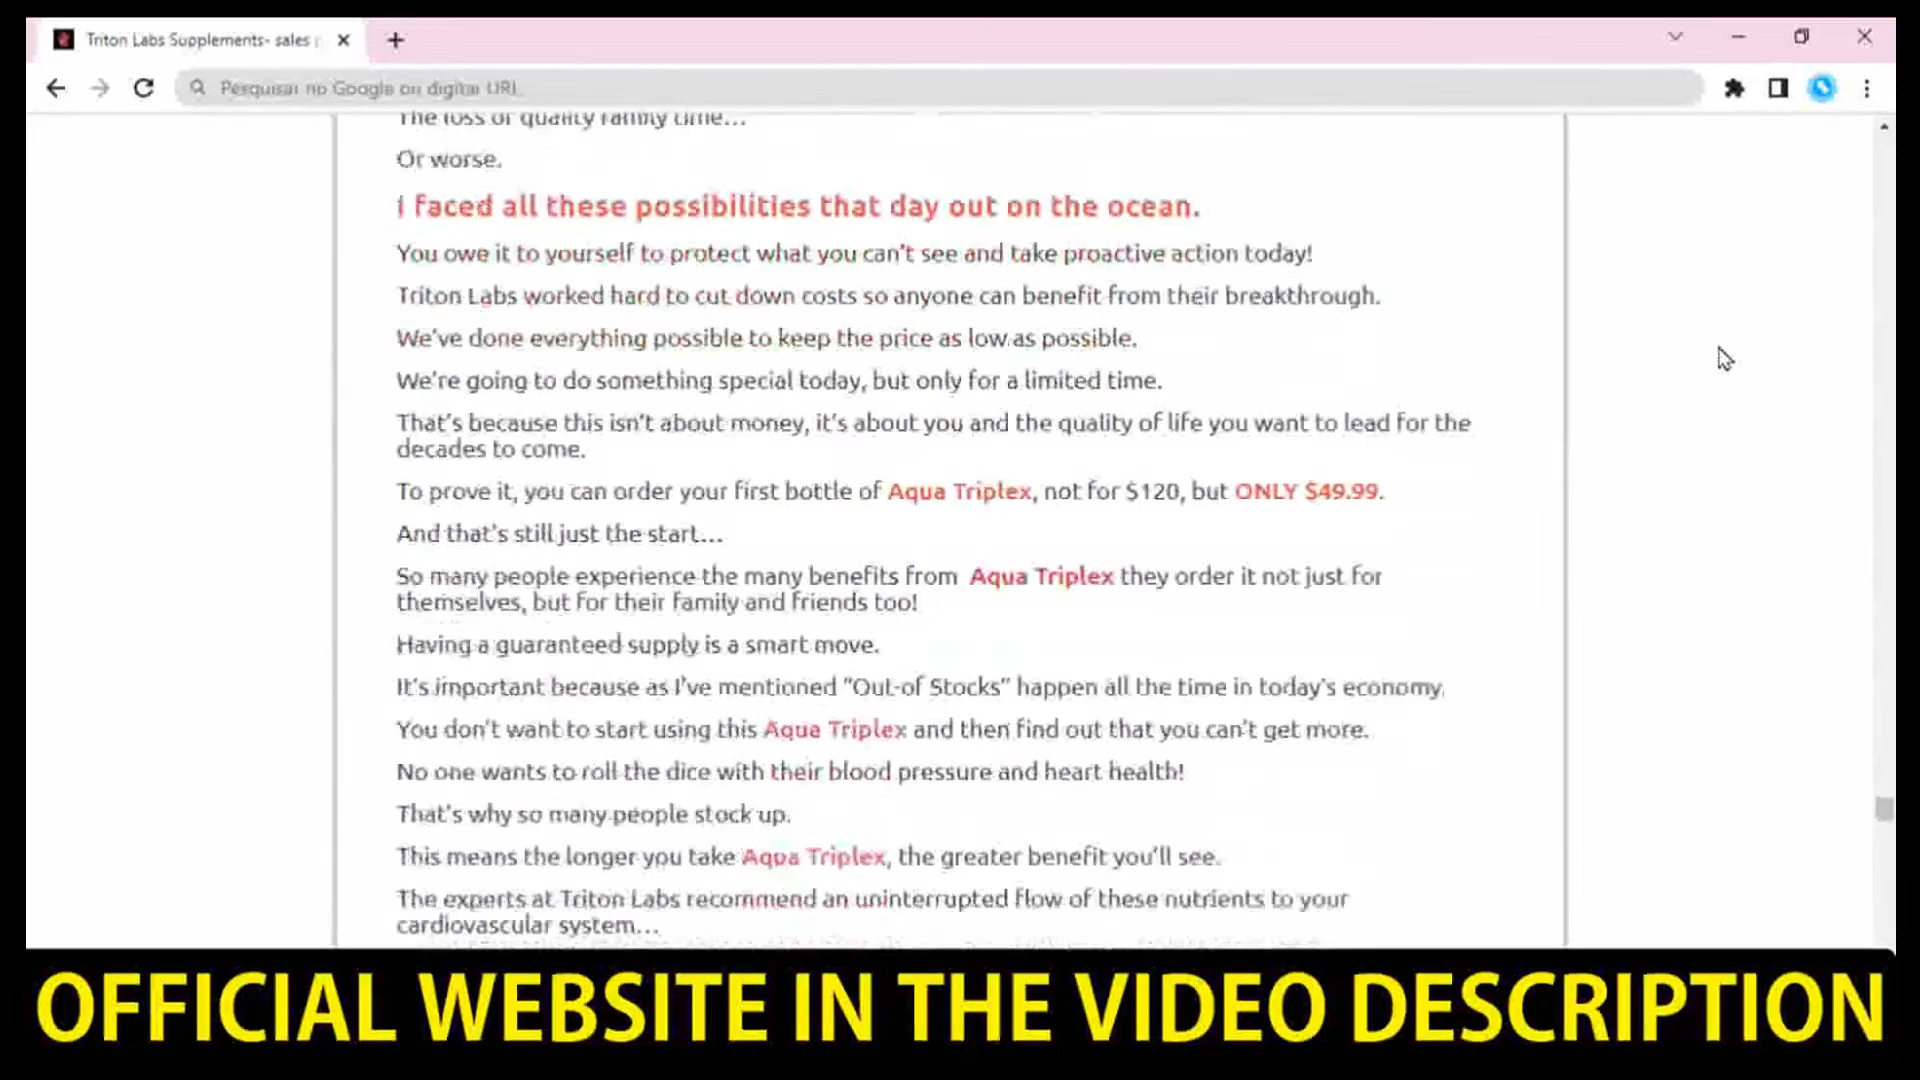 Triton Labs Supplements- sales
Pesquisar no Google ou digitar URL
The loss of quality family time...
Or worse.
I faced all these possibilities that day out on the ocean.
You owe it to yourself to protect what you can't see and take proactive action today!
Triton Labs worked hard to cut down costs so anyone can benefit from their breakthrough.
We've done everything possible to keep the price as low as possible.
We're going to do something special today, but only for a limited time.
That's because this isn't about money, it's about you and the quality of life you want to lead for the
decades to come.
To prove it, you can order your first bottle of Aqua Triplex, not for $120, but ONLY $49.99.
And that's still just the start...
So many people experience the many benefits from Aqua Triplex they order it not just for
themselves, but for their family and friends too!
Having a guaranteed supply is a smart move.
It's important because as I've mentioned "Out-of Stocks" happen all the time in today's economy.
You don't want to start using this Aqua Triplex and then find out that you can't get more.
No one wants to roll the dice with their blood pressure and heart health!
That's why so many people stock up.
This means the longer you take Aqua Triplex, the greater benefit you'll see.
The experts at Triton Labs recommend an uninterrupted flow of these nutrients to your
cardiovascular system...
OFFICIAL WEBSITE IN THE VIDEO DESCRIPTION